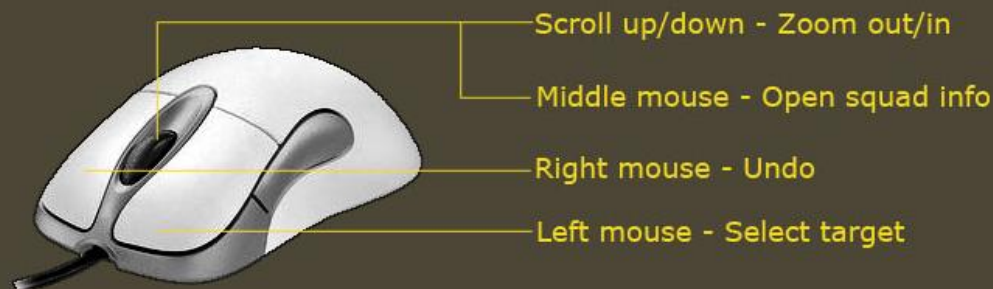 Scroll up/down - Zoom out/in
Middle mouse - Open squad info
Right mouse - Undo
Left mouse - Select target